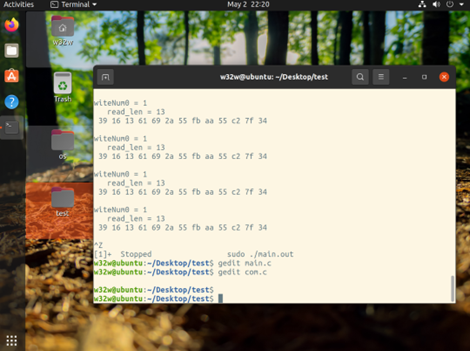 Activities
Terminal
May 2 22:20
w32w
Trash
os
test
w32w@ubuntu: ~/Desktop/test
witeNum0 = 1
read_len = 13
39 16 13 61 69 2a 55 fb aa 55 c2 7f 34
witeNum0 = 1
read_len = 13
39 16 13 61 69 2a 55 fb aa 55 c2 7f 34
witeNum0 = 1
read_len = 13
39 16 13 61 69 2a 55 fb aa 55 c2 7f 34
witeNum0 = 1
read_len = 13
39 16 13 61 69 2a 55 fb aa 55 c2 7f 34
^Z
[1]+ Stopped sudo ./main.out
w32w@ubuntu:~/Desktop/test$ gedit main.c
w32w@ubuntu:~/Desktop/test$ gedit com.c
w32w@ubuntu:~/Desktop/test$
w32w@ubuntu:~/Desktop/test$